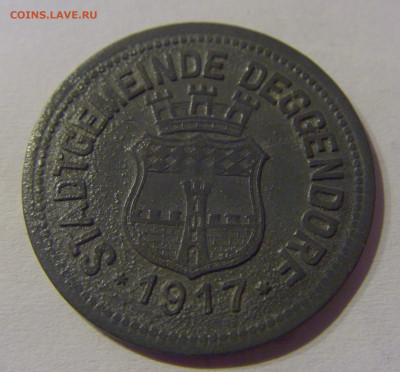 COINS.LAVE.RU
STADTGEMEINDE DEGGENDORF
* 1917 *